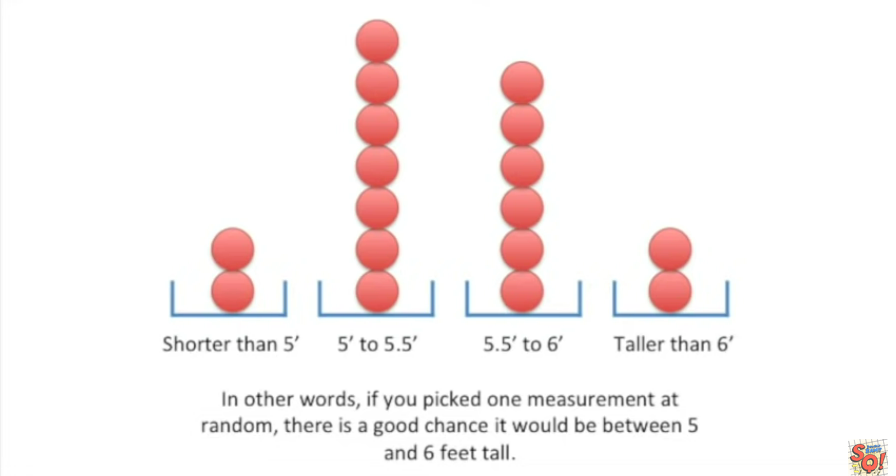 Shorter than 5′
5′ to 5.5′
5.5′ to 6′
Taller than 6′
In other words, if you picked one measurement at
random, there is a good chance it would be between 5
and 6 feet tall.
SO!